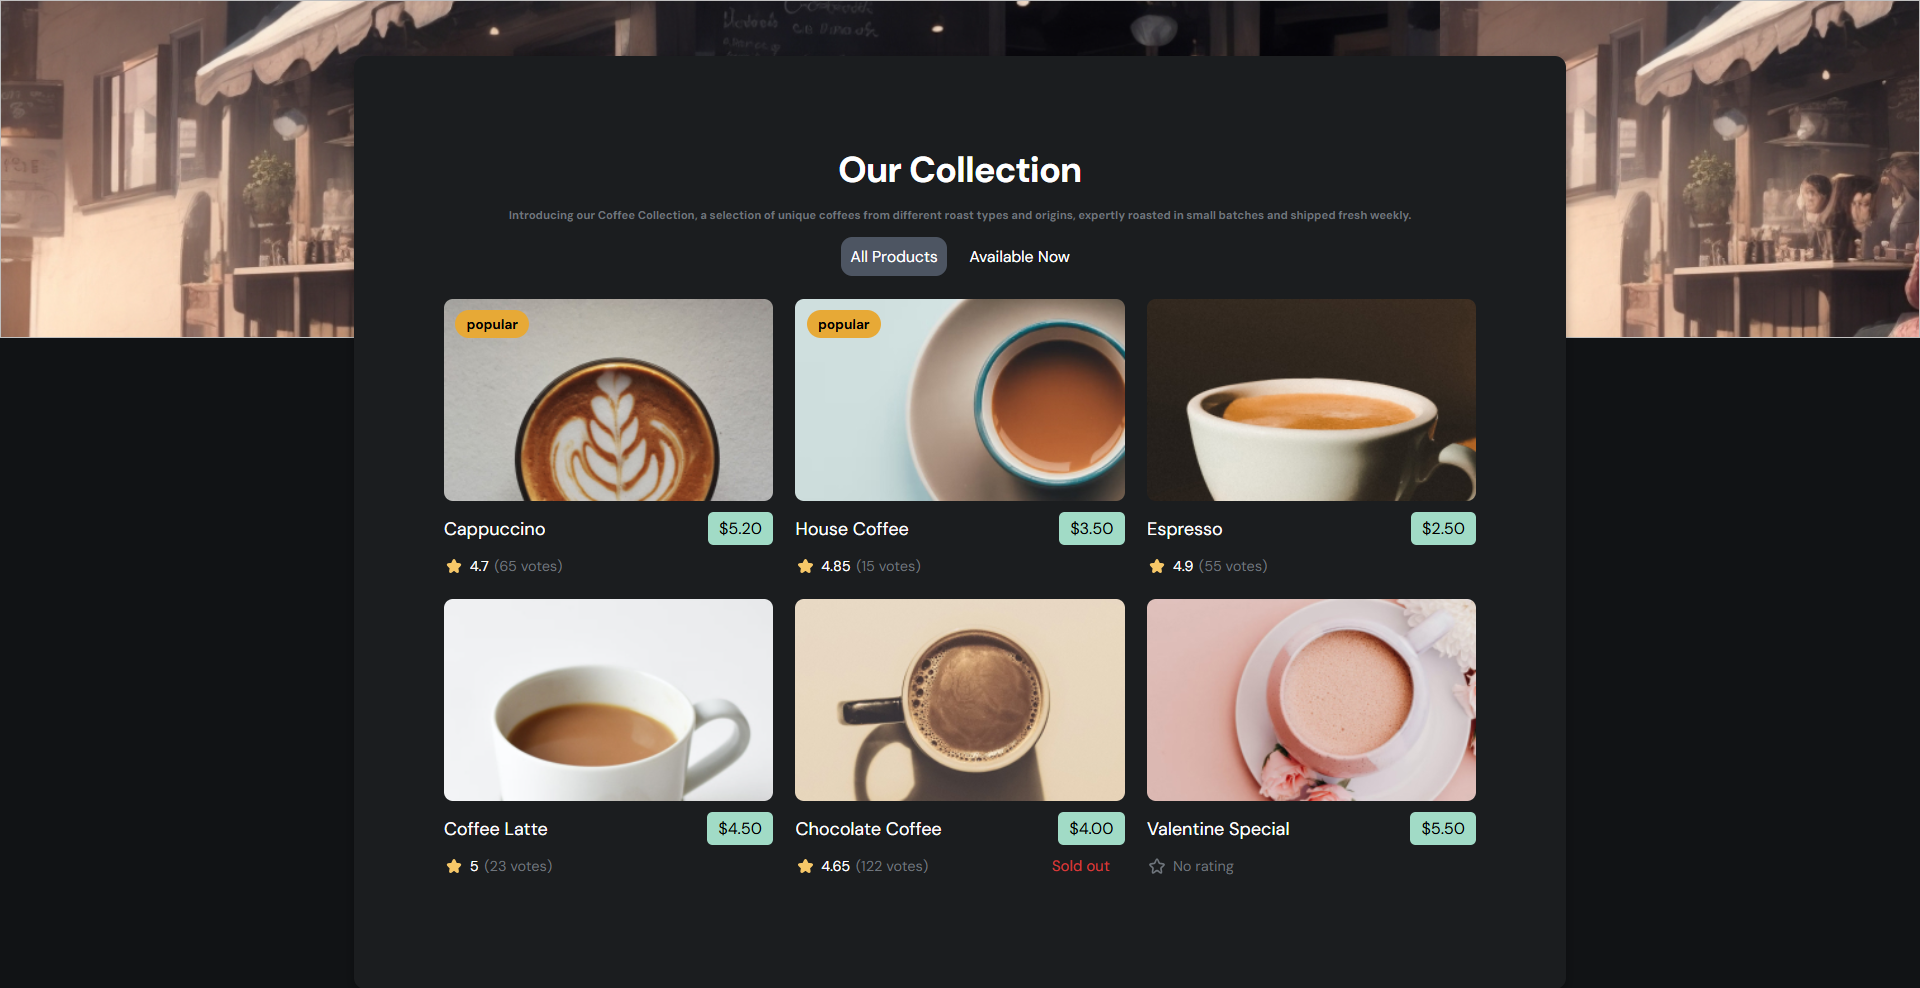 Our Collection
Introducing our Coffee Collection, a selection of unique coffees from different roast types and origins, expertly roasted in small batches and shipped fresh weekly.
All Products Available Now
popular
popular
Cappuccino $5.20
House Coffee $3.50
Espresso $2.50
4.7 (65 votes)
4.85 (15 votes)
4.9 (55 votes)
Coffee Latte $4.50
Chocolate Coffee $4.00
Valentine Special $5.50
5 (23 votes)
4.65 (122 votes) Sold out
No rating